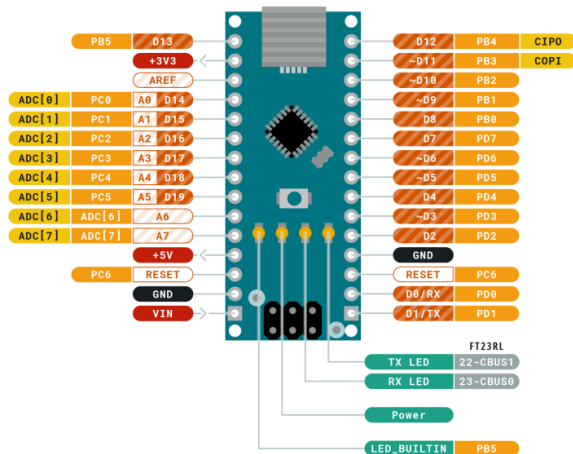 PB5 D13 D12 PB4 CIPO
+3V3 ~D11 PB3 COPI
AREF ~D10 PB2
ADC[0] PC0 A0 D14 ~D9 PB1
ADC[1] PC1 A1 D15 D8 PB0
ADC[2] PC2 A2 D16 D7 PD7
ADC[3] PC3 A3 D17 ~D6 PD6
ADC[4] PC4 A4 D18 ~D5 PD5
ADC[5] PC5 A5 D19 D4 PD4
ADC[6] ADC[6] A6 ~D3 PD3
ADC[7] ADC[7] A7 D2 PD2
+5V GND
PC6 RESET RESET PC6
GND D0/RX PD0
VIN D1/TX PD1
FT23RL
TX LED 22-CBUS1
RX LED 23-CBUS0
Power
LED_BUILTIN PB5